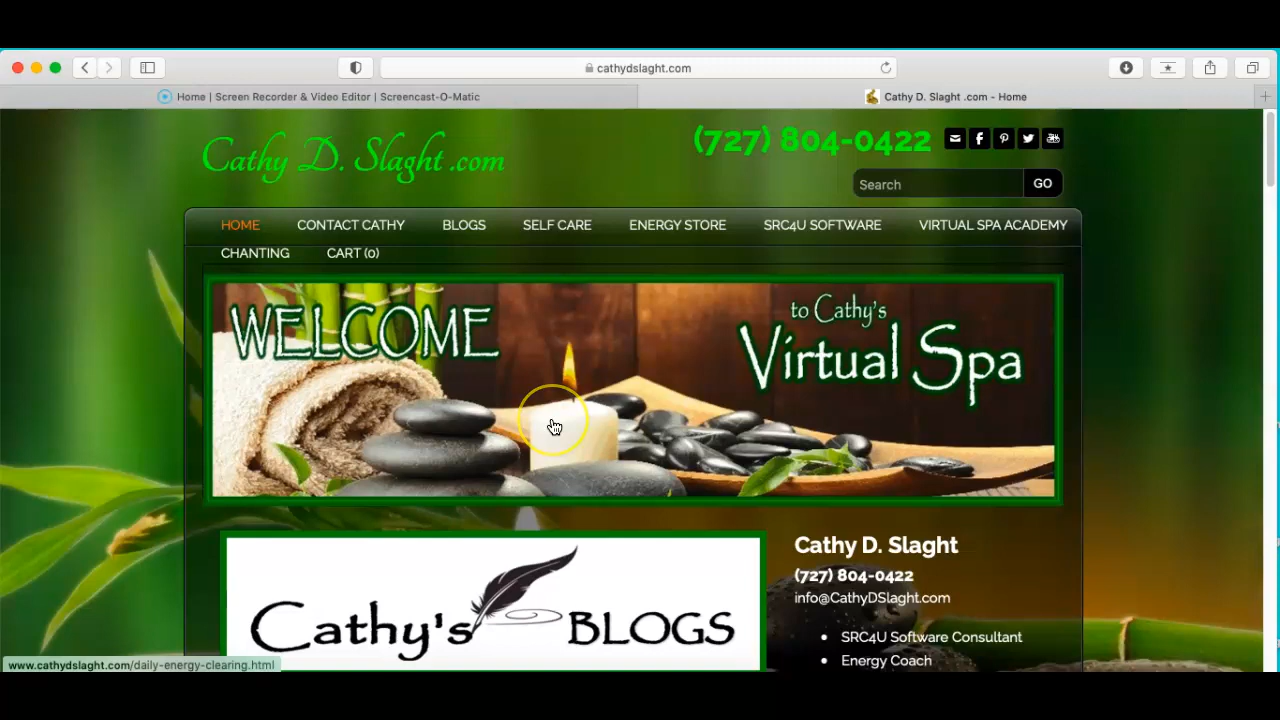 cathydslaght.com
Home | Screen Recorder & Video Editor | Screencast-O-Matic
Cathy D. Slaght .com - Home
Cathy D. Slaght .com
(727) 804-0422
Search
GO
HOME CONTACT CATHY BLOGS SELF CARE ENERGY STORE SRC4U SOFTWARE VIRTUAL SPA ACADEMY
CHANTING CART (0)
WELCOME
to Cathy's
Virtual Spa
Cathy's BLOGS
Cathy D. Slaght
(727) 804-0422
info@CathyDSlaght.com
• SRC4U Software Consultant
• Energy Coach
www.cathydslaght.com/daily-energy-clearing.html